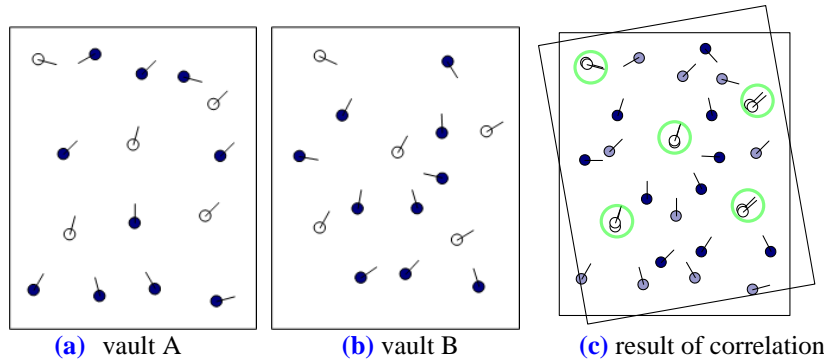 (a) vault A
(b) vault B
(c) result of correlation